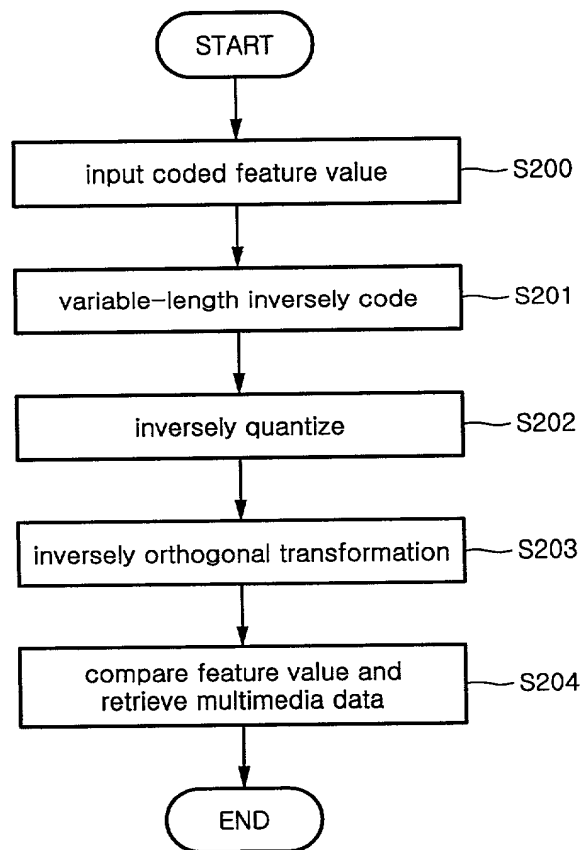 START
input coded feature value
S200
variable-length inversely code
S201
inversely quantize
S202
inversely orthogonal transformation
S203
compare feature value and
retrieve multimedia data
S204
END